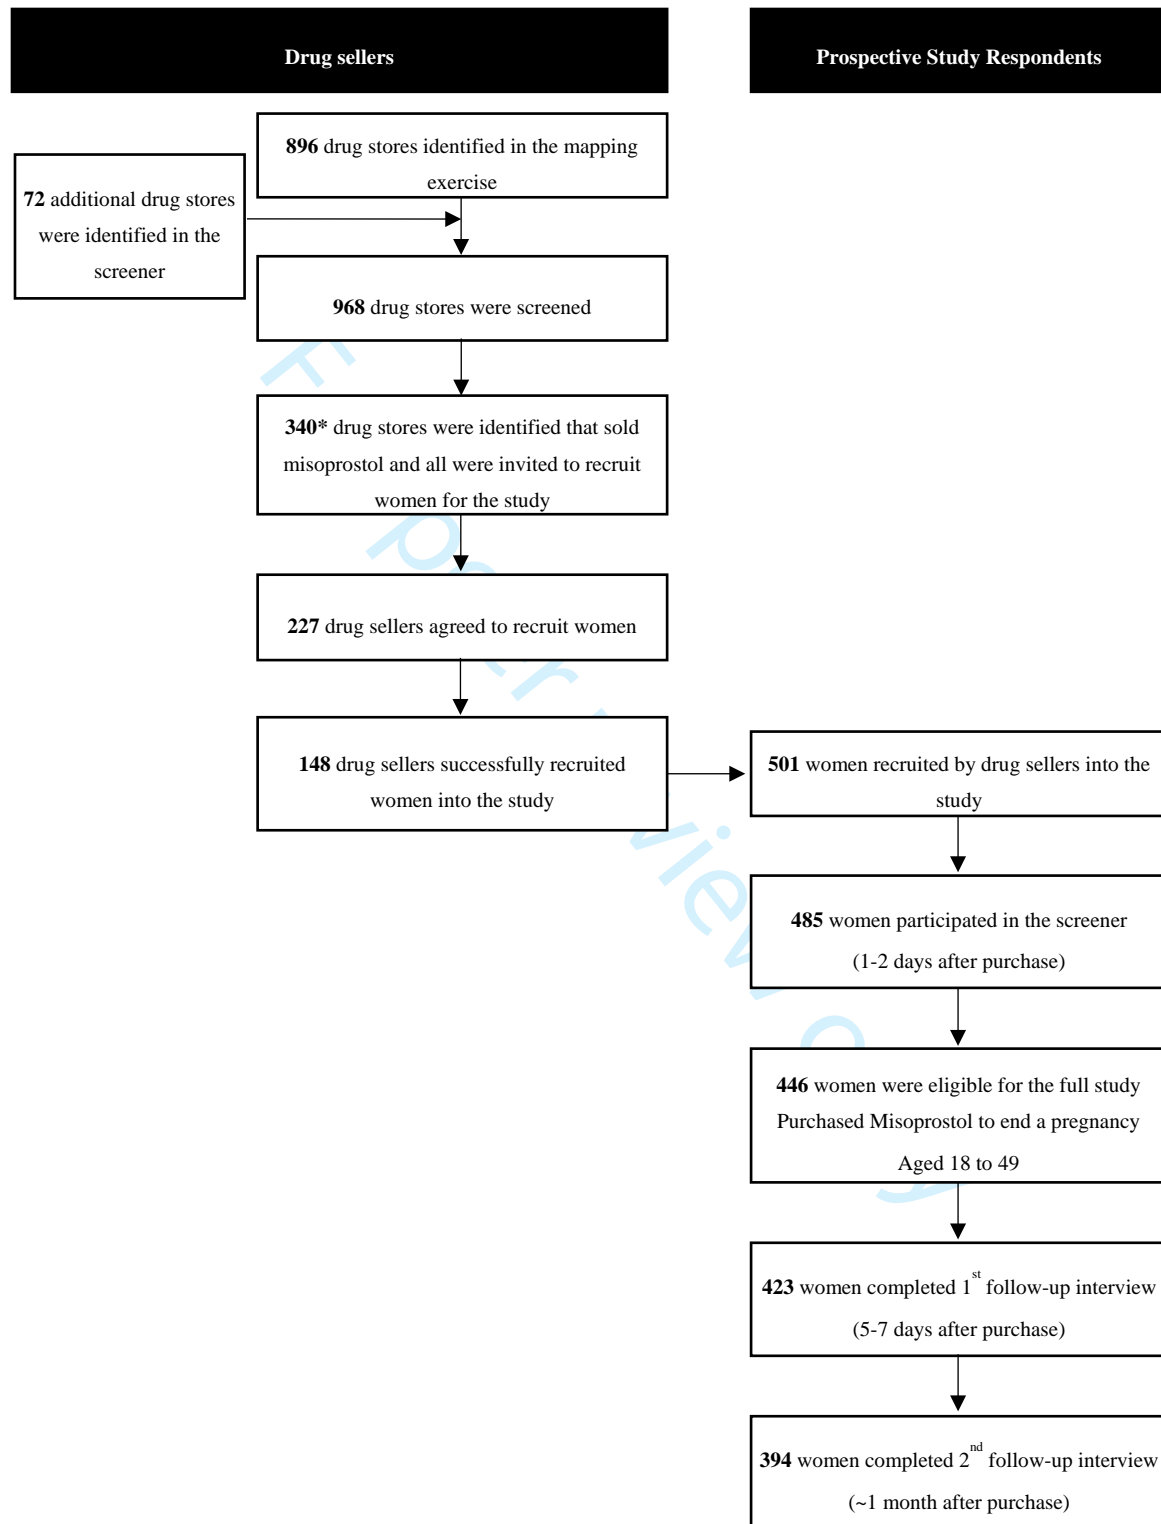 Drug sellers
Prospective Study Respondents
896 drug stores identified in the mapping
exercise
72 additional drug stores
were identified in the
screener
968 drug stores were screened
340* drug stores were identified that sold
misoprostol and all were invited to recruit
women for the study
227 drug sellers agreed to recruit women
148 drug sellers successfully recruited
women into the study
501 women recruited by drug sellers into the
study
485 women participated in the screener
(1-2 days after purchase)
446 women were eligible for the full study
Purchased Misoprostol to end a pregnancy
Aged 18 to 49
423 women completed 1st follow-up interview
(5-7 days after purchase)
394 women completed 2nd follow-up interview
(~1 month after purchase)